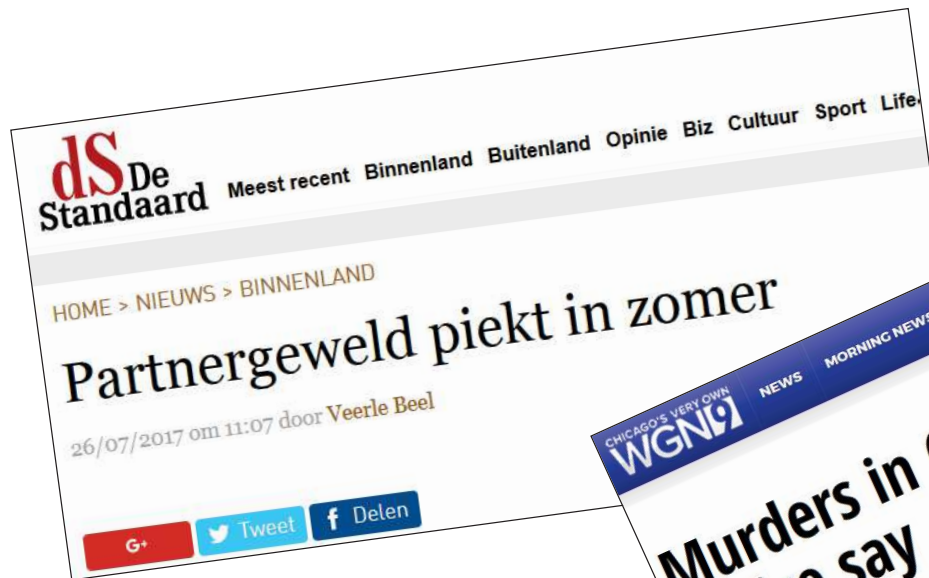 dS De
Standaard
Meest recent Binnenland Buitenland Opinie Biz Cultuur Sport Life
HOME > NIEUWS > BINNENLAND
Partnergeweld piekt in zomer
26/07/2017 om 11:07 door Veerle Beel
G+ Tweet f Delen
CHICAGO'S VERY OWN
WGN9
NEWS MORNING NEWS
Murders in
say